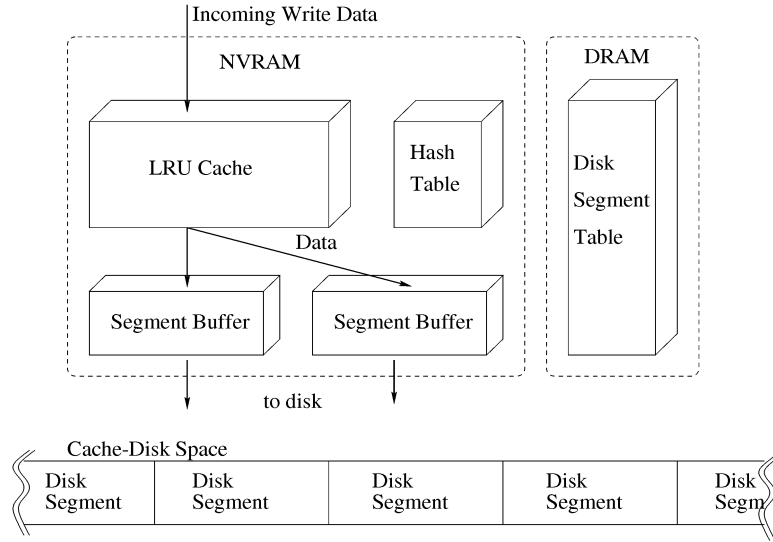 Incoming Write Data
NVRAM
DRAM
LRU Cache
Hash
Table
Disk
Segment
Table
Data
Segment Buffer
Segment Buffer
to disk
Cache-Disk Space
Disk
Segment
Disk
Segment
Disk
Segment
Disk
Segment
Disk
Segm